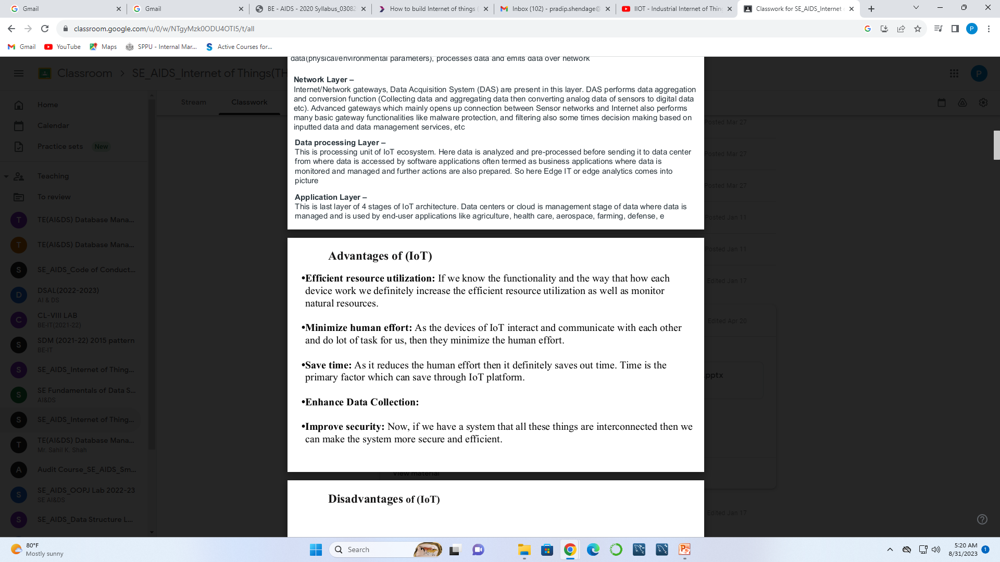 Gmail
Gmail
BE - AIDS - 2020 Syllabus_03082
How to build Internet of things (
Inbox (102) - pradip.shendage@
IIOT - Industrial Internet of Thin
Classwork for SE_AIDS_Internet
classroom.google.com/u/0/w/NTgyMzk0ODU4OTI5/t/all
P
Gmail
YouTube
Maps
SPPU - Internal Mar...
Active Courses for...
Classroom
SE_AIDS_Internet of Things(TH
P
Home
Calendar
Practice sets
New
Teaching
To review
T
TE(AI&DS) Database Mana...
T
TE(AI&DS) Database Mana...
S
SE_AIDS_Code of Conduct...
D
DSAL(2022-2023)
AI & DS
C
CL-VIII LAB
BE-IT(2021-22)
S
SDM (2021-22) 2015 pattern
BE-IT
S
SE_AIDS_Internet of Thing...
S
SE Fundamentals of Data S...
AI&DS
S
SE_AIDS_Internet of Thing...
T
TE(AI&DS) Database Mana...
Mr. Sahil K. Shah
A
Audit Course_SE_AIDS_Sm...
S
SE_AIDS_OOPJ Lab 2022-23
SE AI&DS
S
SE_AIDS_Data Structure L...
Stream
Classwork
data(physical/environmental parameters), processes data and emits data over network
Network Layer –
Internet/Network gateways, Data Acquisition System (DAS) are present in this layer. DAS performs data aggregation
and conversion function (Collecting data and aggregating data then converting analog data of sensors to digital data
etc). Advanced gateways which mainly opens up connection between Sensor networks and Internet also performs
many basic gateway functionalities like malware protection, and filtering also some times decision making based on
inputted data and data management services, etc
Data processing Layer –
This is processing unit of IoT ecosystem. Here data is analyzed and pre-processed before sending it to data center
from where data is accessed by software applications often termed as business applications where data is
monitored and managed and further actions are also prepared. So here Edge IT or edge analytics comes into
picture
Application Layer –
This is last layer of 4 stages of IoT architecture. Data centers or cloud is management stage of data where data is
managed and is used by end-user applications like agriculture, health care, aerospace, farming, defense, e
Advantages of (IoT)
•Efficient resource utilization: If we know the functionality and the way that how each
device work we definitely increase the efficient resource utilization as well as monitor
natural resources.
•Minimize human effort: As the devices of IoT interact and communicate with each other
and do lot of task for us, then they minimize the human effort.
•Save time: As it reduces the human effort then it definitely saves out time. Time is the
primary factor which can save through IoT platform.
•Enhance Data Collection:
•Improve security: Now, if we have a system that all these things are interconnected then we
can make the system more secure and efficient.
View material
Disadvantages of (IoT)
Posted Mar 27
Posted Mar 27
Posted Mar 27
Posted Jan 11
Posted Jan 11
Edited Jan 17
Edited Apr 20
.pptx
Edited Jan 17
80°F
Mostly sunny
Search
5:20 AM
8/31/2023
1